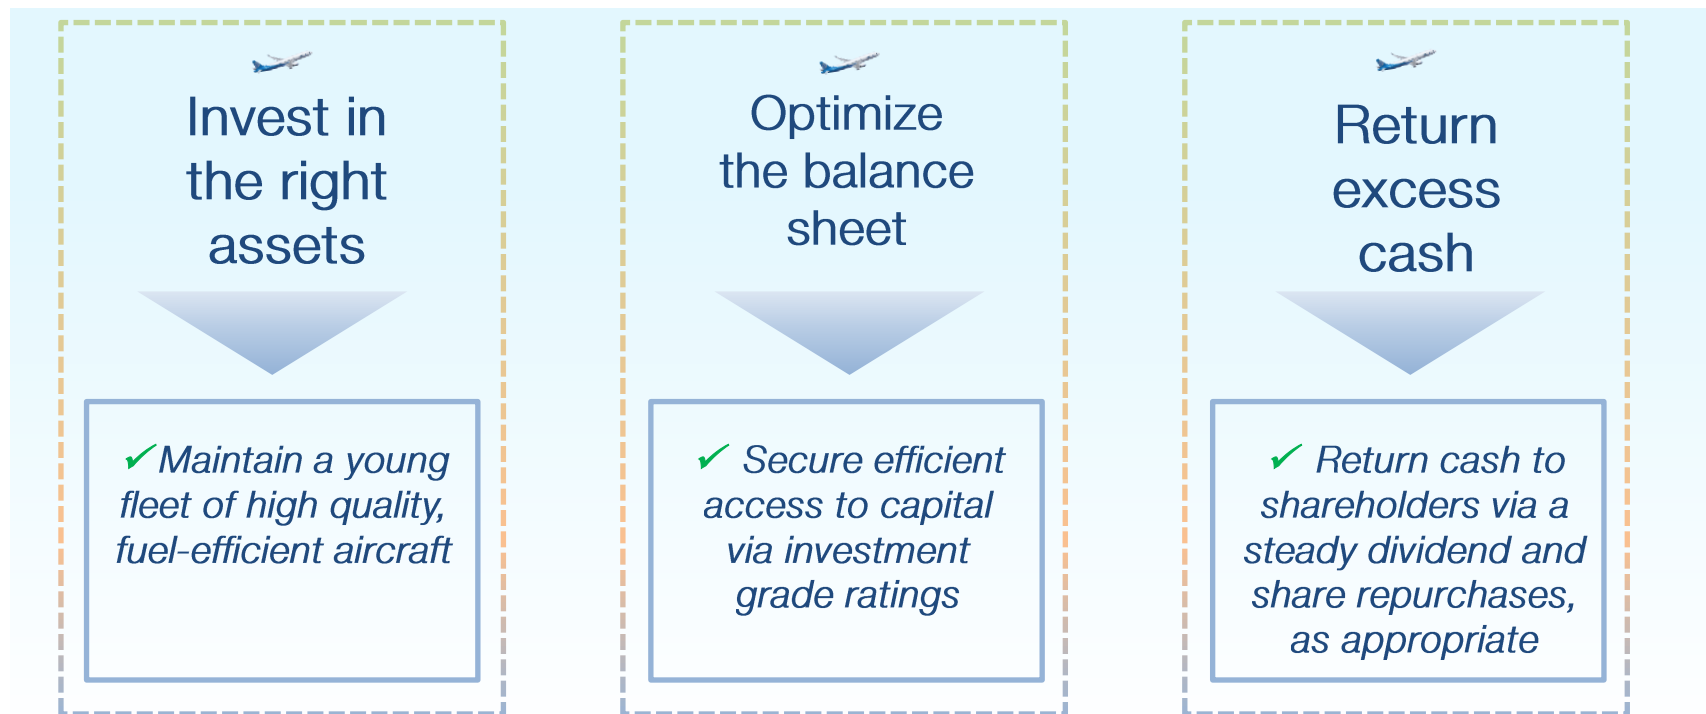 Invest in
the right
assets
✓ Maintain a young
fleet of high quality,
fuel-efficient aircraft
Optimize
the balance
sheet
✓ Secure efficient
access to capital
via investment
grade ratings
Return
excess
cash
✓ Return cash to
shareholders via a
steady dividend and
share repurchases,
as appropriate